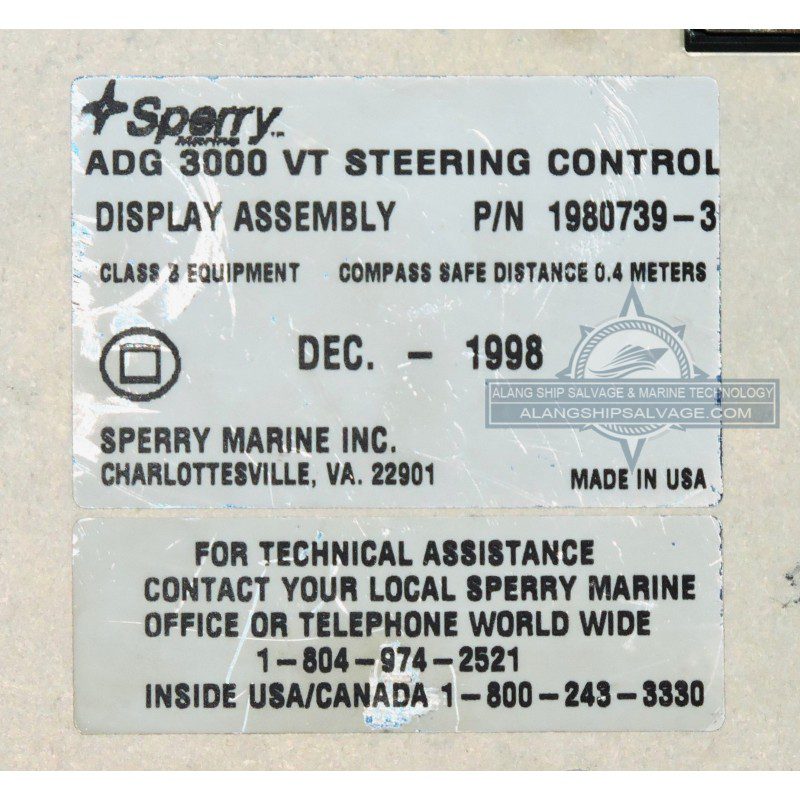 Sperry™
Marine
ADG 3000 VT STEERING CONTROL
DISPLAY ASSEMBLY P/N 1980739-3
CLASS B EQUIPMENT COMPASS SAFE DISTANCE 0.4 METERS
DEC. - 1998
ALANG SHIP SALVAGE & MARINE TECHNOLOGY
ALANGSHIPSALVAGE.COM
SPERRY MARINE INC.
CHARLOTTESVILLE, VA. 22901 MADE IN USA
FOR TECHNICAL ASSISTANCE
CONTACT YOUR LOCAL SPERRY MARINE
OFFICE OR TELEPHONE WORLD WIDE
1-804-974-2521
INSIDE USA/CANADA 1-800-243-3330